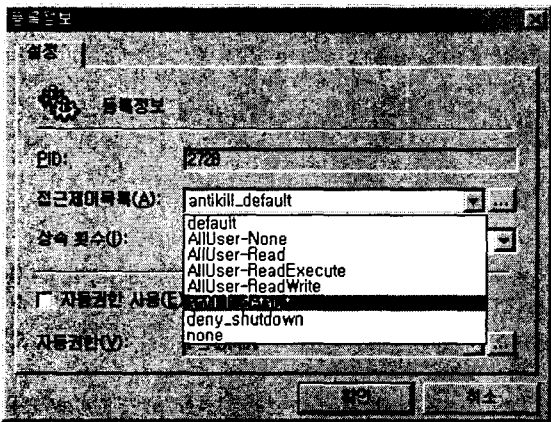 등록정보
설정
등록정보
PID: 2728
접근제어목록(A): antikill_default
default
AllUser-None
상속 횟수(I):
AllUser-Read
AllUser-ReadExecute
AllUser-ReadWrite
자동권한 사용(E)
deny_shutdown
none
자동권한(V):
확인 취소